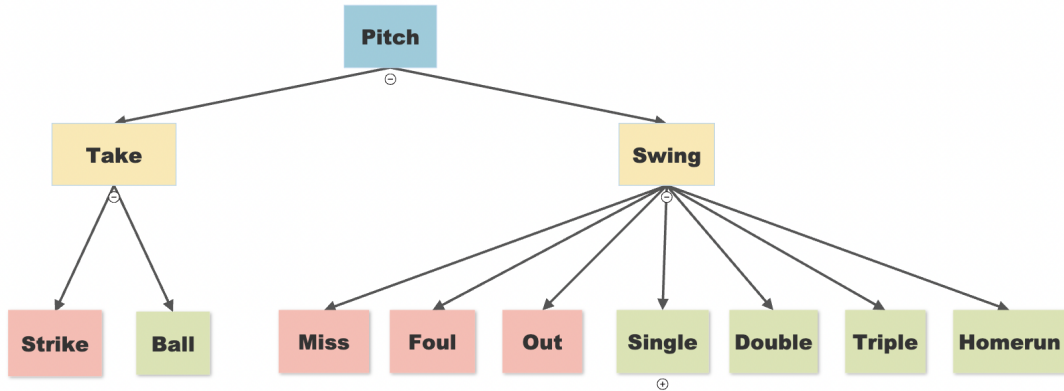 Pitch
Take
Swing
Strike
Ball
Miss
Foul
Out
Single
Double
Triple
Homerun